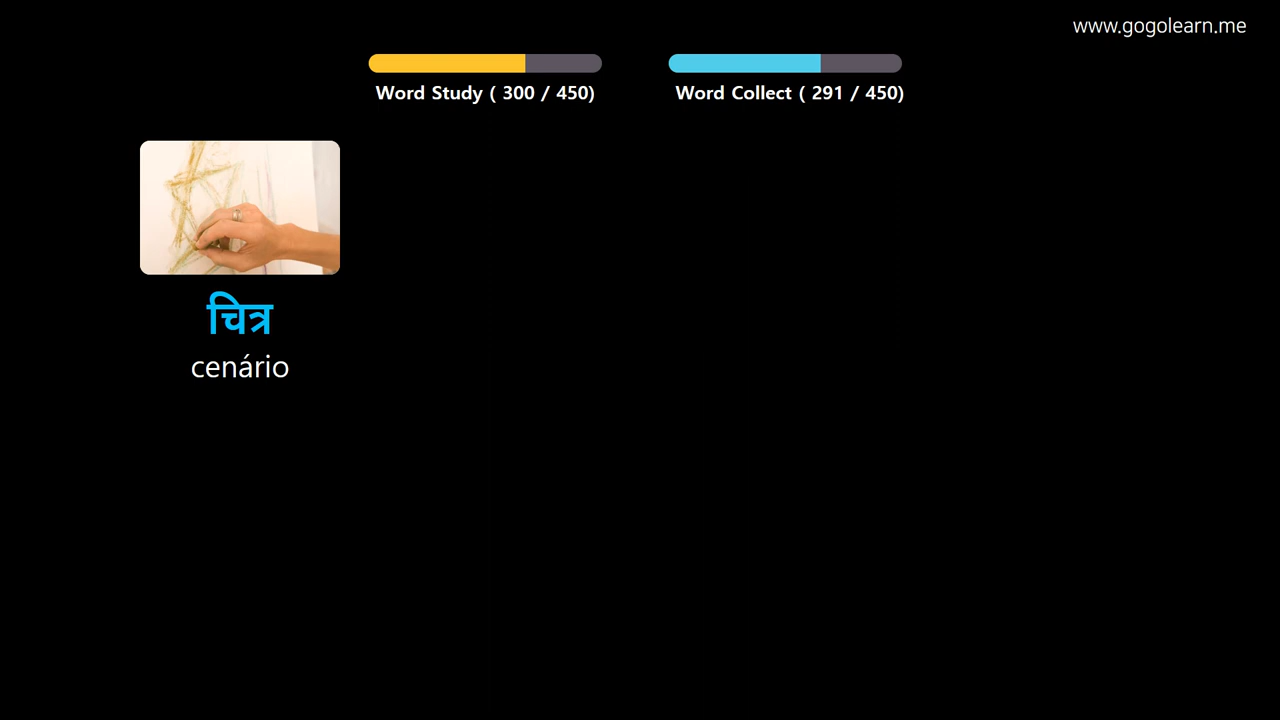 www.gogolearn.me
Word Study ( 300 / 450)
Word Collect ( 291 / 450)
चित्र
cenário